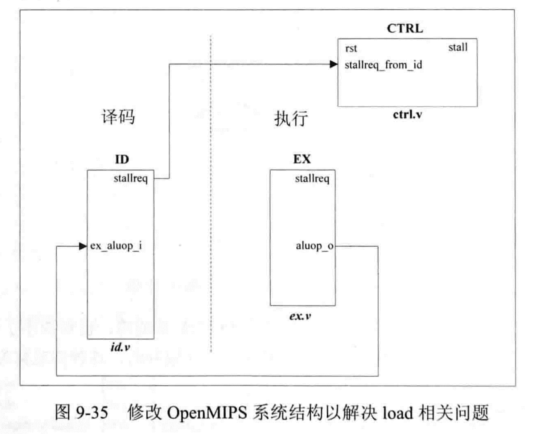 CTRL
rst stall
stallreq_from_id
ctrl.v
译码 执行
ID EX
stallreq stallreq
ex_aluop_i aluop_o
ex.v
id.v
图 9-35 修改 OpenMIPS 系统结构以解决 load 相关问题